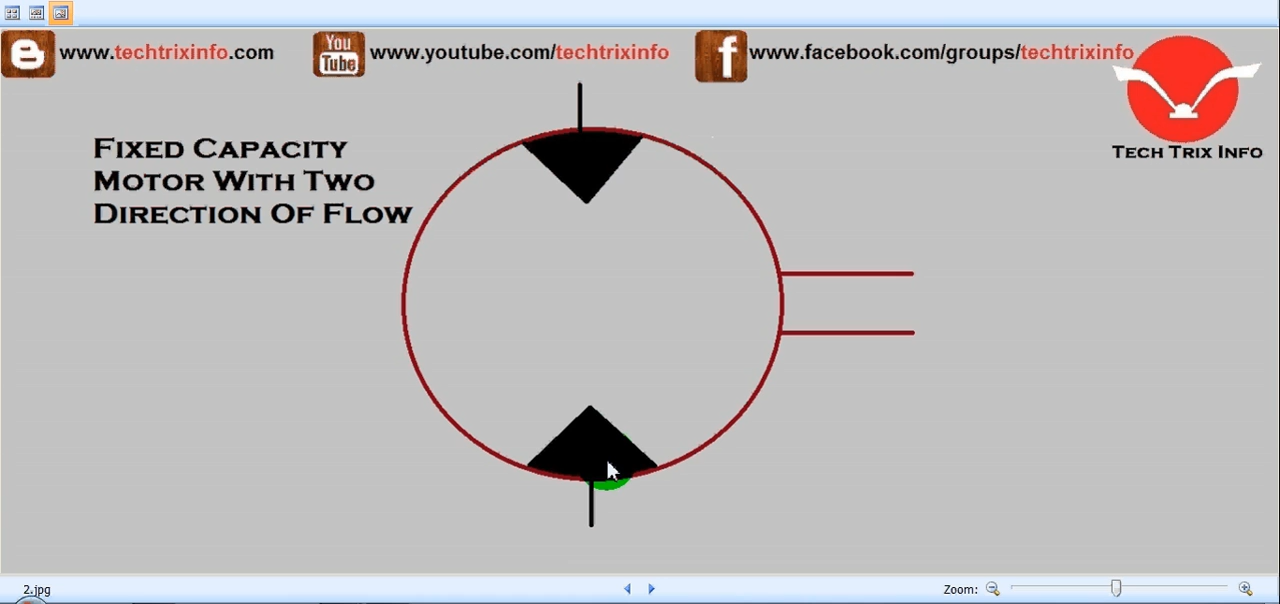 www.techtrixinfo.com
You Tube
www.youtube.com/techtrixinfo
f
www.facebook.com/groups/techtrixinfo
TECH TRIX INFO
FIXED CAPACITY
MOTOR WITH TWO
DIRECTION OF FLOW
2.jpg
Zoom: